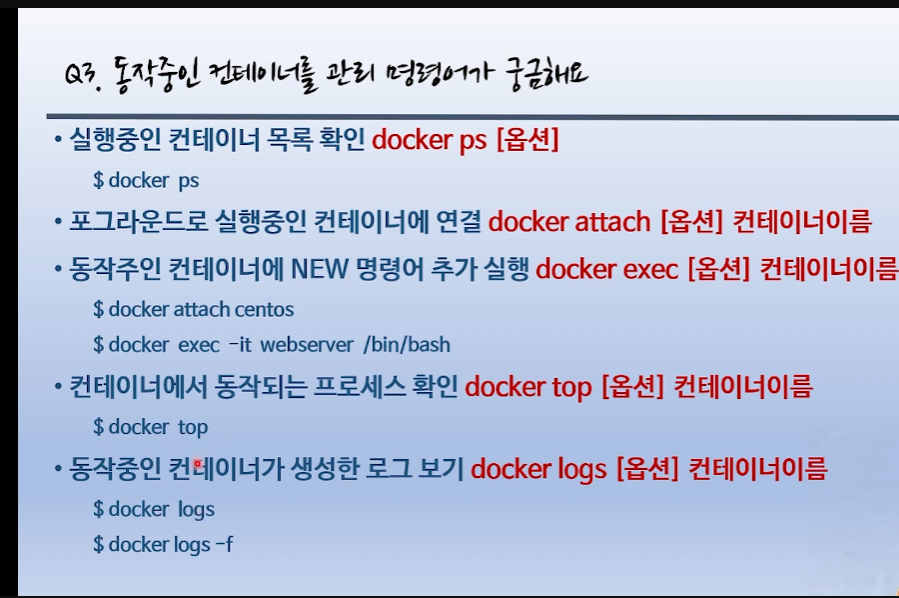 Q3. 동작중인 컨테이너를 관리 명령어가 궁금해요
• 실행중인 컨테이너 목록 확인 docker ps [옵션]
$ docker ps
• 포그라운드로 실행중인 컨테이너에 연결 docker attach [옵션] 컨테이너이름
• 동작주인 컨테이너에 NEW 명령어 추가 실행 docker exec [옵션] 컨테이너이름
$ docker attach centos
$ docker exec -it webserver /bin/bash
• 컨테이너에서 동작되는 프로세스 확인 docker top [옵션] 컨테이너이름
$ docker top
• 동작중인 컨테이너가 생성한 로그 보기 docker logs [옵션] 컨테이너이름
$ docker logs
$ docker logs -f